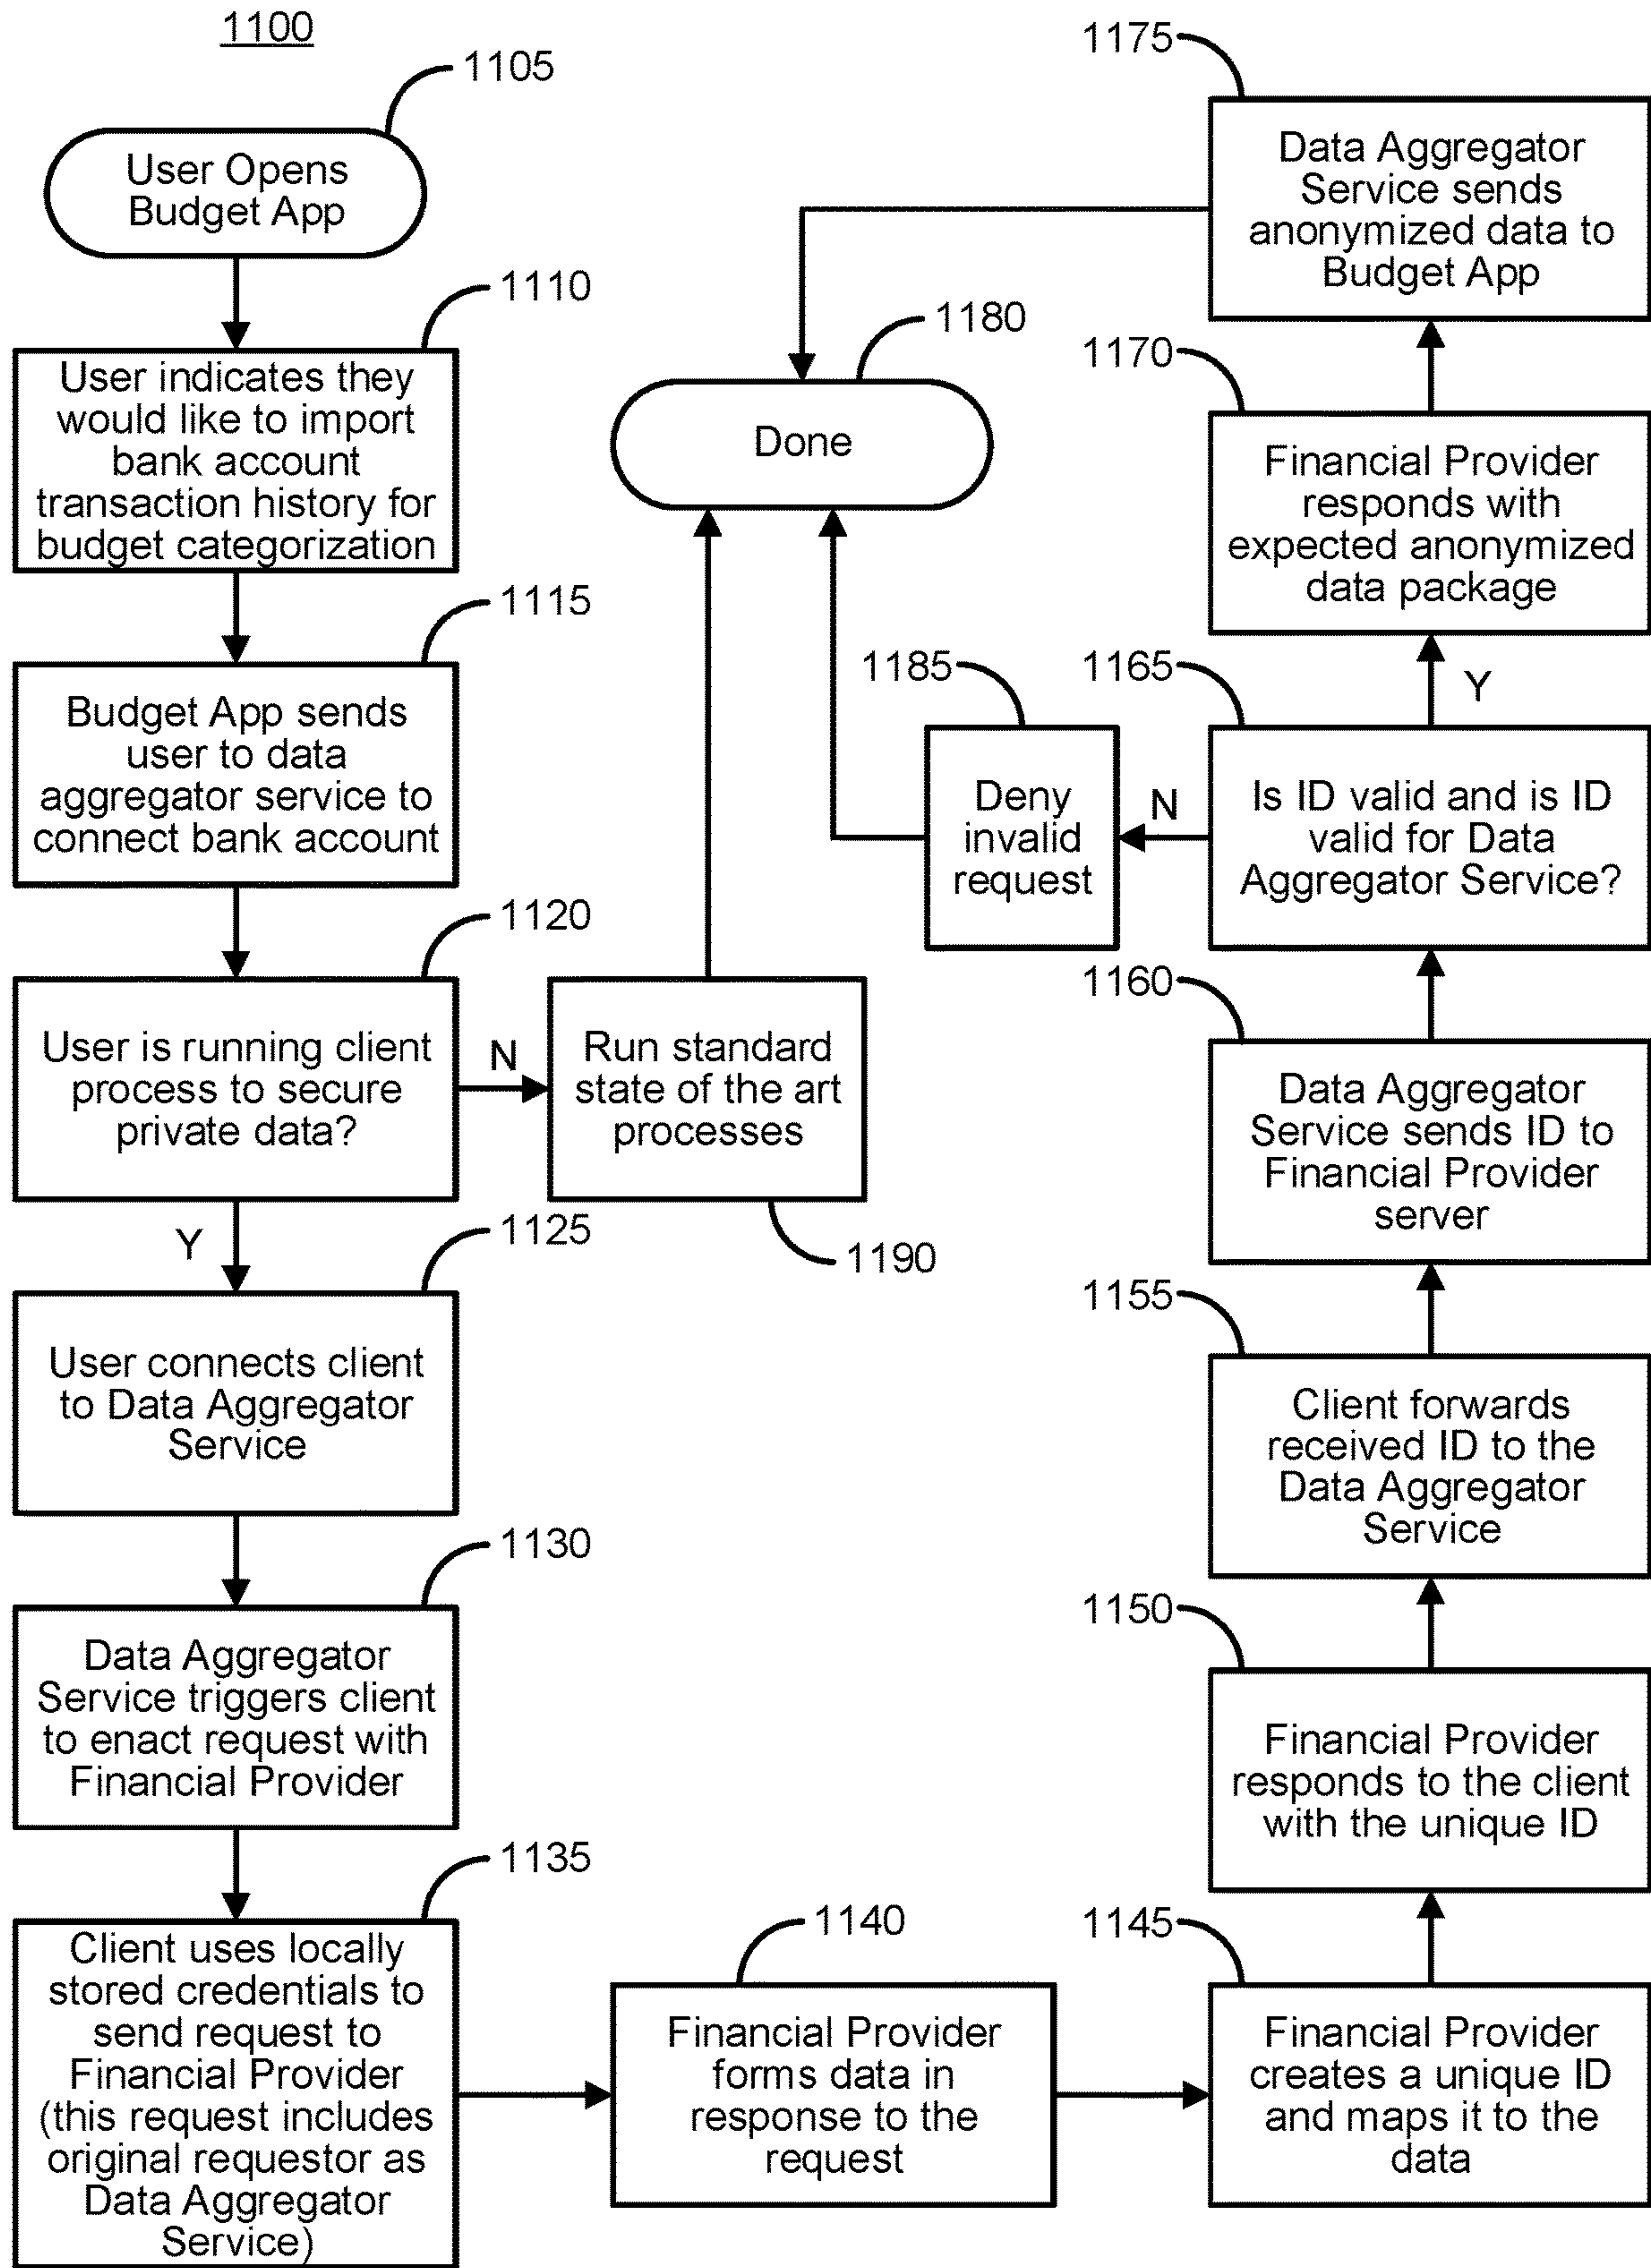 1100
1105
User Opens
Budget App
1110
User indicates they
would like to import
bank account
transaction history for
budget categorization
1115
Budget App sends
user to data
aggregator service to
connect bank account
1120
User is running client
process to secure
private data?
N
Run standard
state of the art
processes
1190
Y
1125
User connects client
to Data Aggregator
Service
1130
Data Aggregator
Service triggers client
to enact request with
Financial Provider
1135
Client uses locally
stored credentials to
send request to
Financial Provider
(this request includes
original requestor as
Data Aggregator
Service)
1140
Financial Provider
forms data in
response to the
request
1145
Financial Provider
creates a unique ID
and maps it to the
data
1150
Financial Provider
responds to the client
with the unique ID
1155
Client forwards
received ID to the
Data Aggregator
Service
1160
Data Aggregator
Service sends ID to
Financial Provider
server
1165
Is ID valid and is ID
valid for Data
Aggregator Service?
N
1185
Deny
invalid
request
Y
1170
Financial Provider
responds with
expected anonymized
data package
1175
Data Aggregator
Service sends
anonymized data to
Budget App
1180
Done